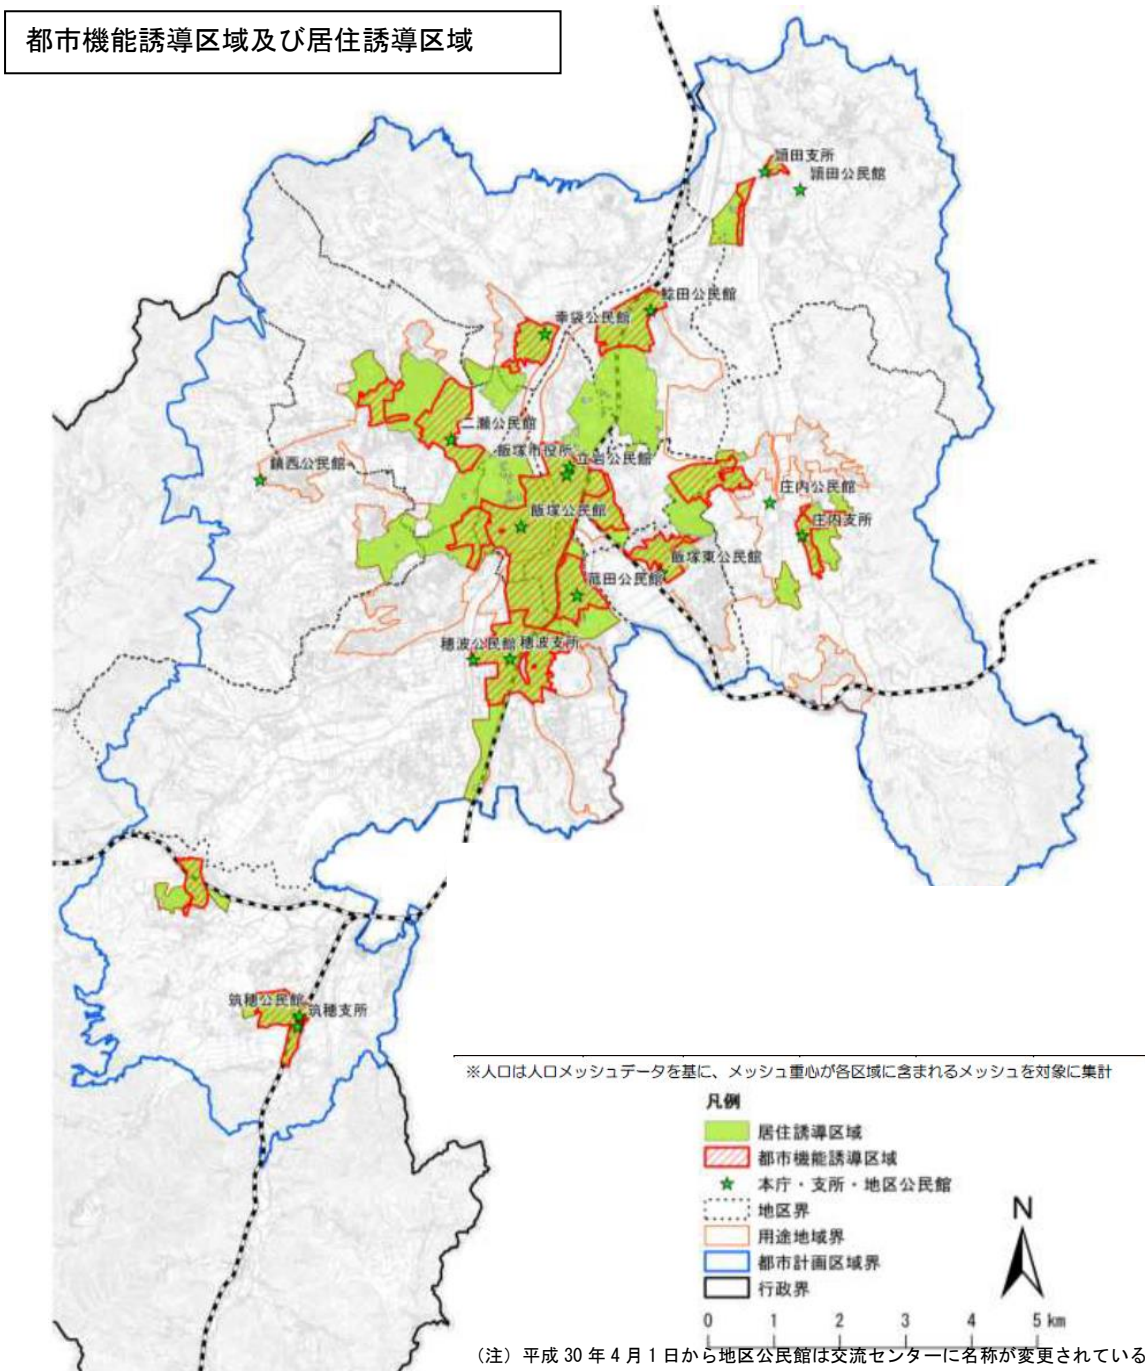 都市機能誘導区域及び居住誘導区域
頴田支所
頴田公民館
鯰田公民館
幸袋公民館
二瀬公民館
飯塚市役所
立岩公民館
鎮西公民館
庄内公民館
飯塚公民館
庄内支所
飯塚東公民館
菰田公民館
穂波公民館
穂波支所
筑穂公民館
筑穂支所
※人口は人口メッシュデータを基に、メッシュ重心が各区域に含まれるメッシュを対象に集計
凡例
居住誘導区域
都市機能誘導区域
本庁・支所・地区公民館
地区界
用途地域界
都市計画区域界
行政界
N
0 1 2 3 4 5 km
(注)平成 30 年 4 月 1 日から地区公民館は交流センターに名称が変更されている